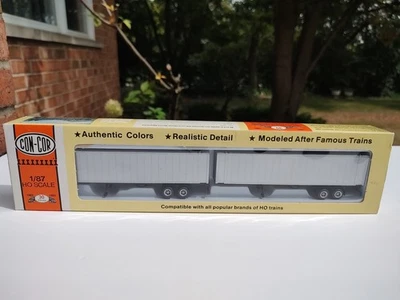 CON-COR
★Authentic Colors ★Realistic Detail ★Modeled After Famous Trains
1/87
HO SCALE
Compatible with all popular brands of HO trains